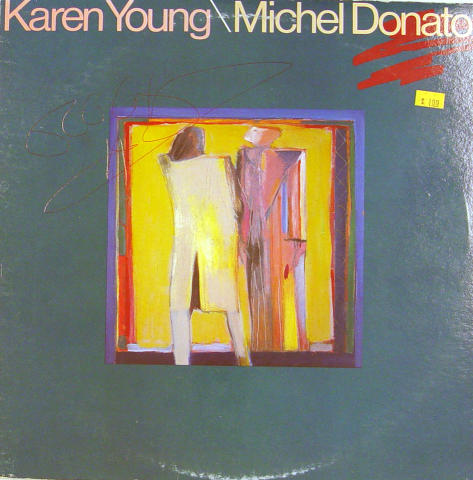 Karen Young \ Michel Donato